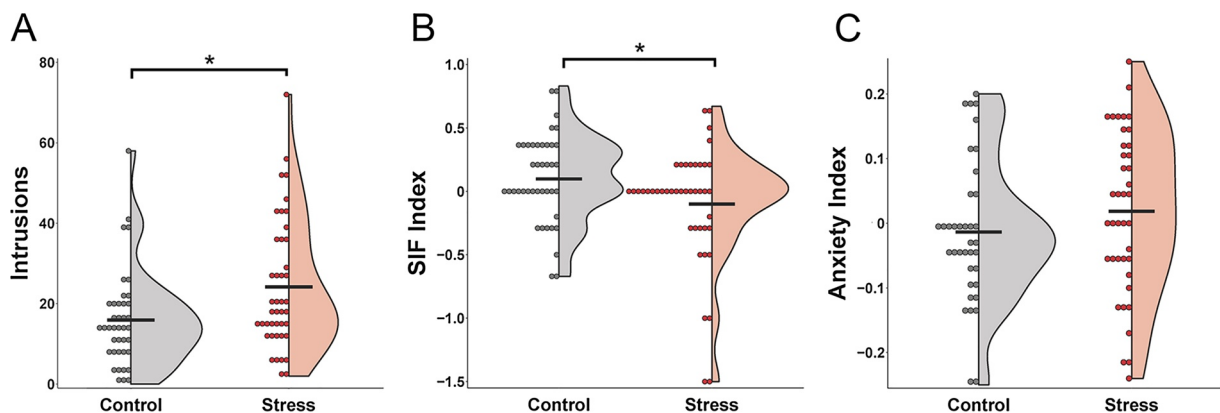 A
B
C
Intrusions
80
60
40
20
0
*
Control
Stress
SIF Index
1.0
0.5
0
−0.5
−1.0
−1.5
*
Control
Stress
Anxiety Index
0.2
0.1
0
−0.1
−0.2
Control
Stress